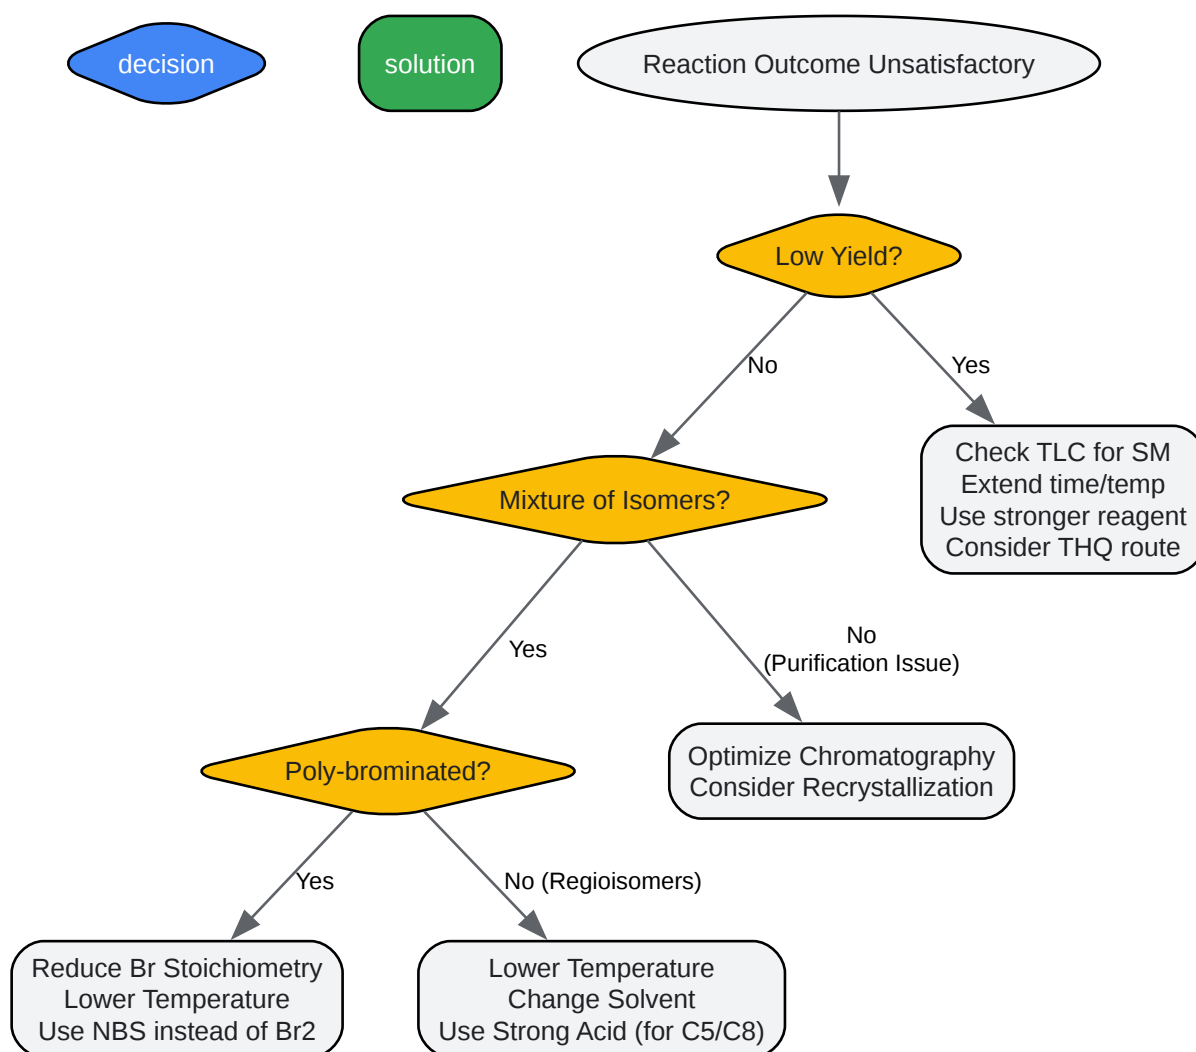 decision
solution
Reaction Outcome Unsatisfactory
Low Yield?
No
Yes
Check TLC for SM
Extend time/temp
Use stronger reagent
Consider THQ route
Mixture of Isomers?
Yes
No
(Purification Issue)
Optimize Chromatography
Consider Recrystallization
Poly-brominated?
Yes
No (Regioisomers)
Reduce Br Stoichiometry
Lower Temperature
Use NBS instead of Br2
Lower Temperature
Change Solvent
Use Strong Acid (for C5/C8)